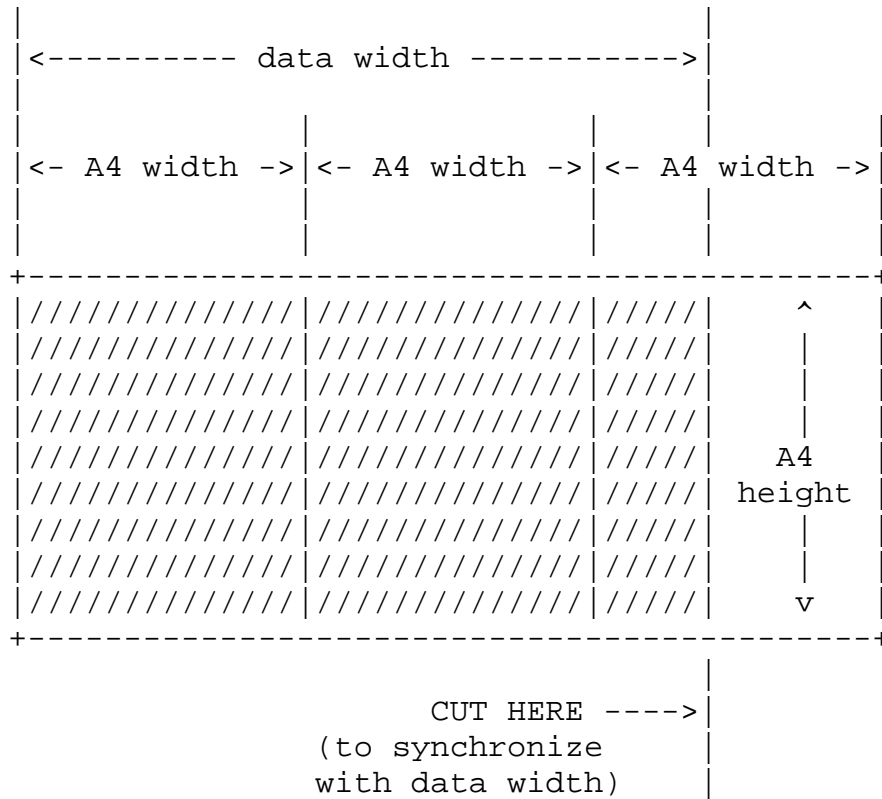 <---------- data width ----------->
<- A4 width ->|<- A4 width ->|<- A4 width ->
A4
height
CUT HERE ---->
(to synchronize
with data width)